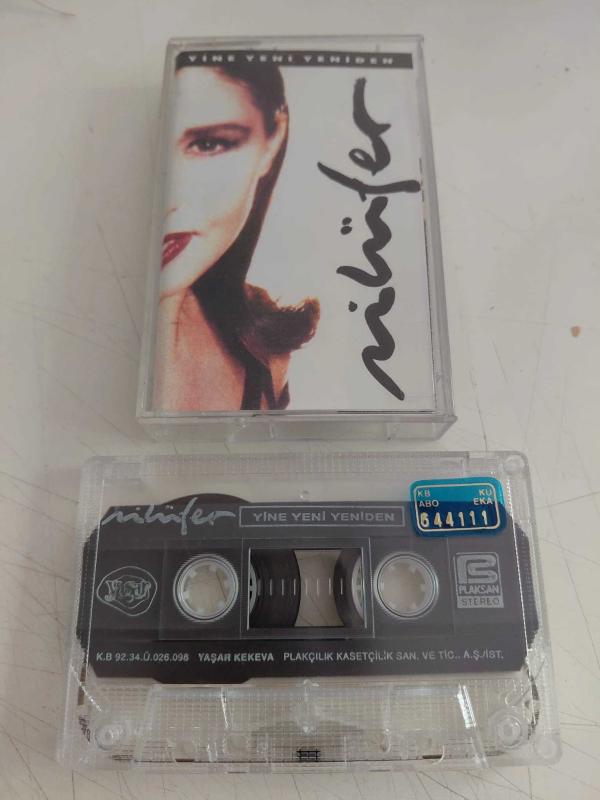 YİNE YENİ YENİDEN
nilüfer
nilüfer
YİNE YENİ YENİDEN
KB KU
ABO EKA
644111
PLAKSAN
STEREO
K.B 92.34.Ü.026.098 YAŞAR KEKEVA PLAKÇILIK KASETÇİLİK SAN. VE TİC.. A.Ş./İST.